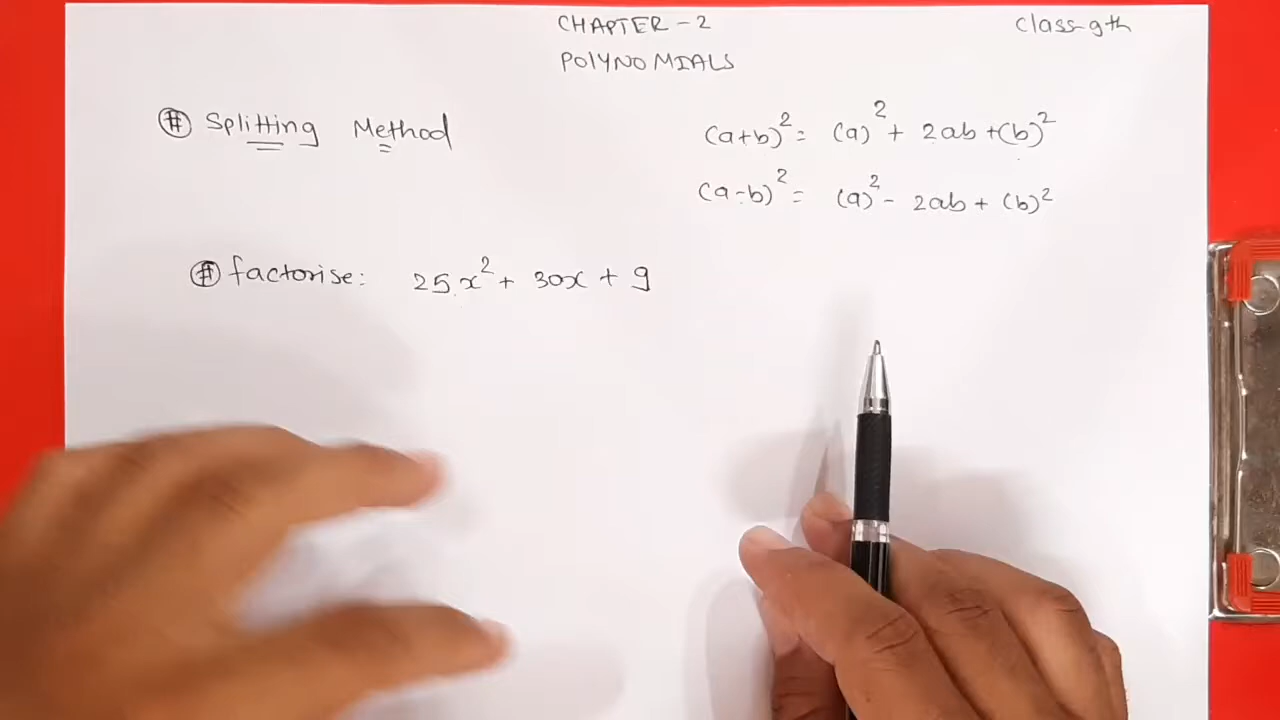 CHAPTER - 2
Class-9th
POLYNOMIALS
# Splitting Method
(a+b)² = (a)² + 2ab + (b)²
(a-b)² = (a)² - 2ab + (b)²
# factorise: 25x² + 30x + 9